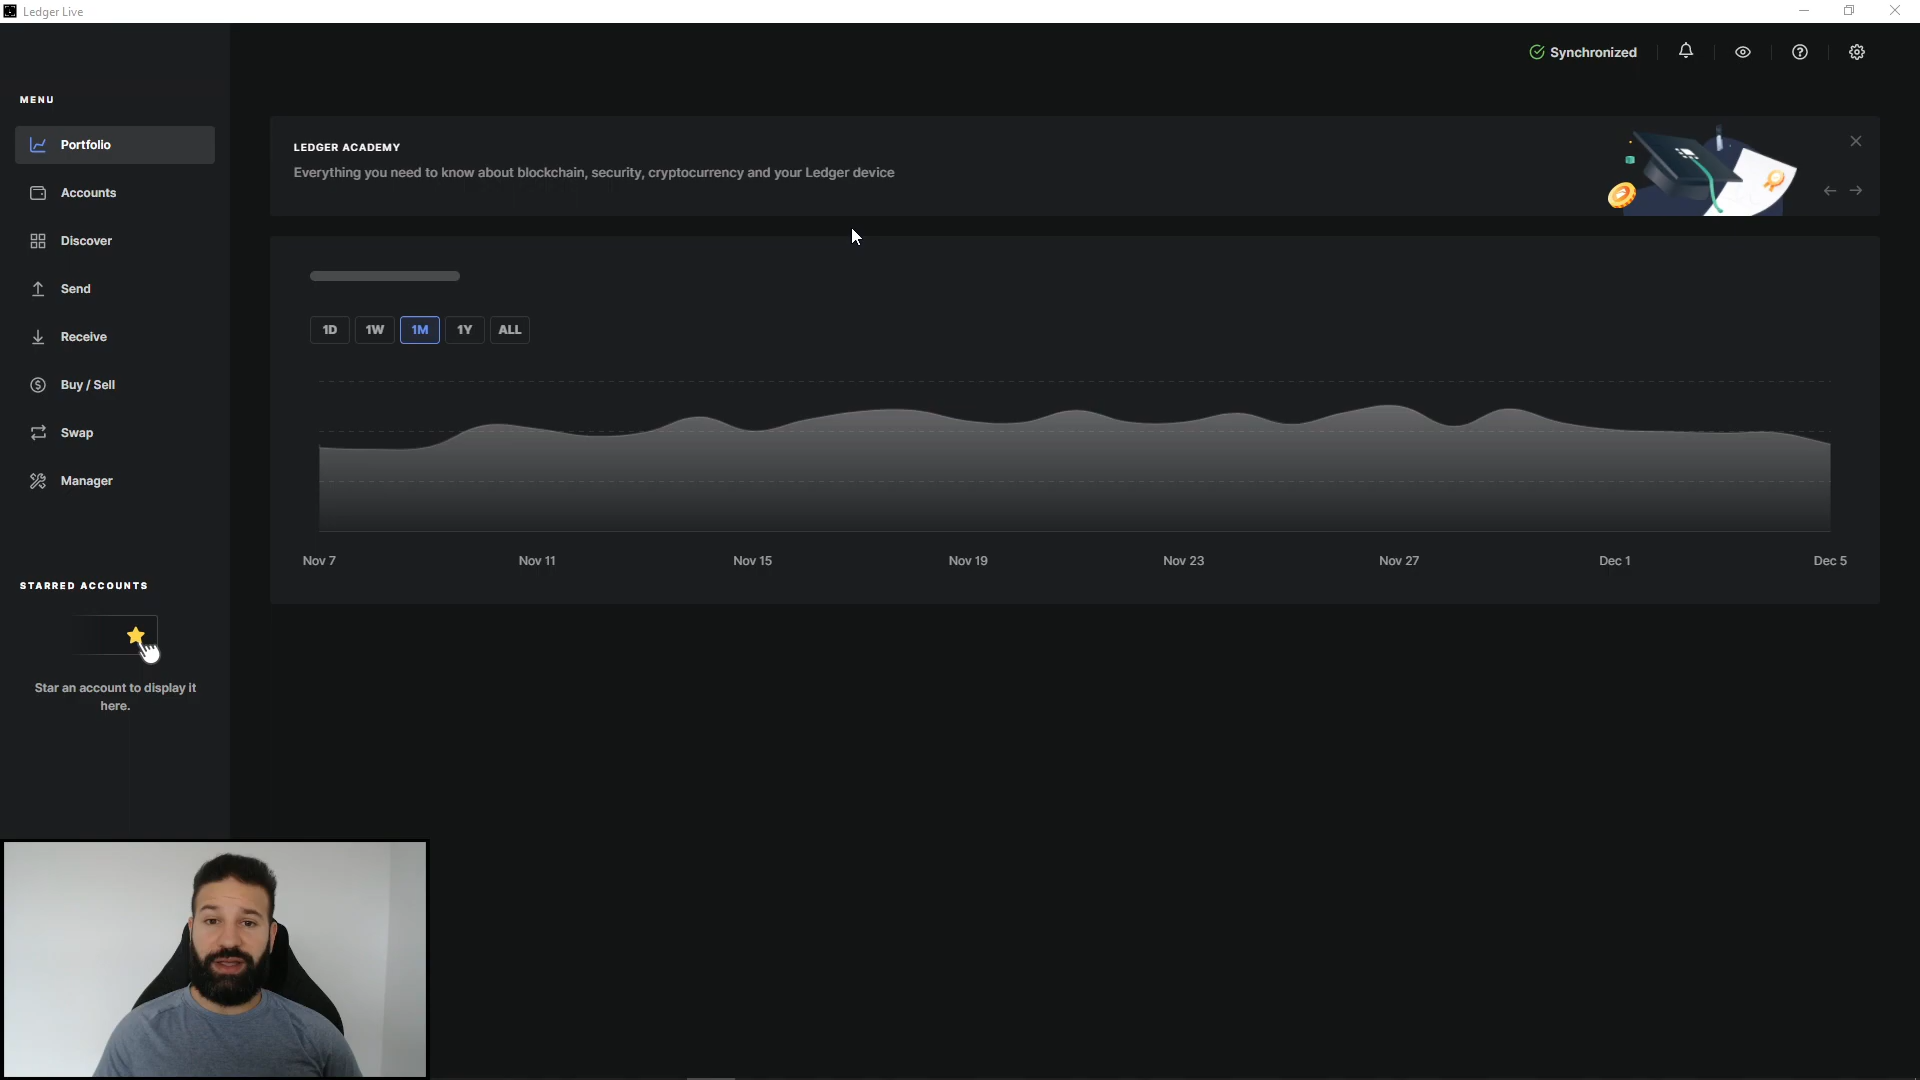 Ledger Live
Synchronized
MENU
Portfolio
Accounts
Discover
Send
Receive
Buy / Sell
Swap
Manager
STARRED ACCOUNTS
Star an account to display it
here.
LEDGER ACADEMY
Everything you need to know about blockchain, security, cryptocurrency and your Ledger device
1D 1W 1M 1Y ALL
Nov 7 Nov 11 Nov 15 Nov 19 Nov 23 Nov 27 Dec 1 Dec 5